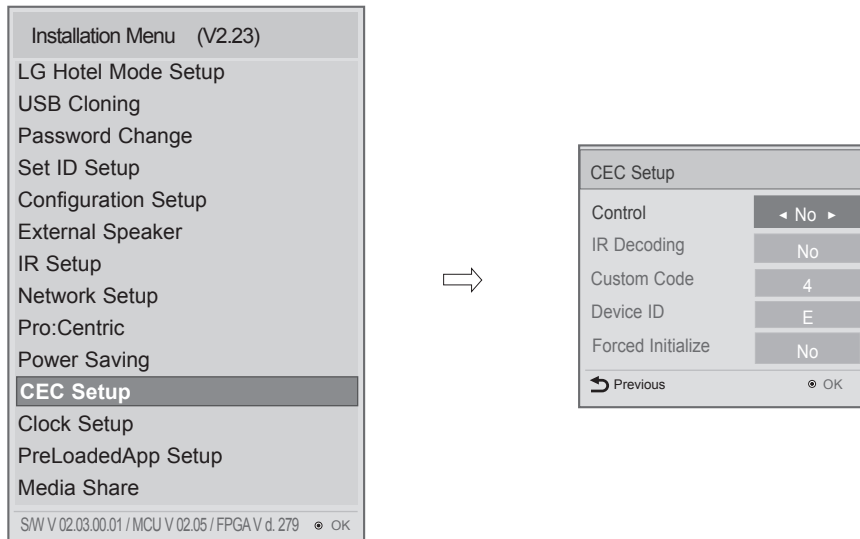 Installation Menu (V2.23)
LG Hotel Mode Setup
USB Cloning
Password Change
Set ID Setup
Configuration Setup
External Speaker
IR Setup
Network Setup
Pro:Centric
Power Saving
CEC Setup
Clock Setup
PreLoadedApp Setup
Media Share
S/W V 02.03.00.01 / MCU V 02.05 / FPGA V d. 279 ◉ OK
CEC Setup
Control ◄ No ►
IR Decoding No
Custom Code 4
Device ID E
Forced Initialize No
Previous ◉ OK